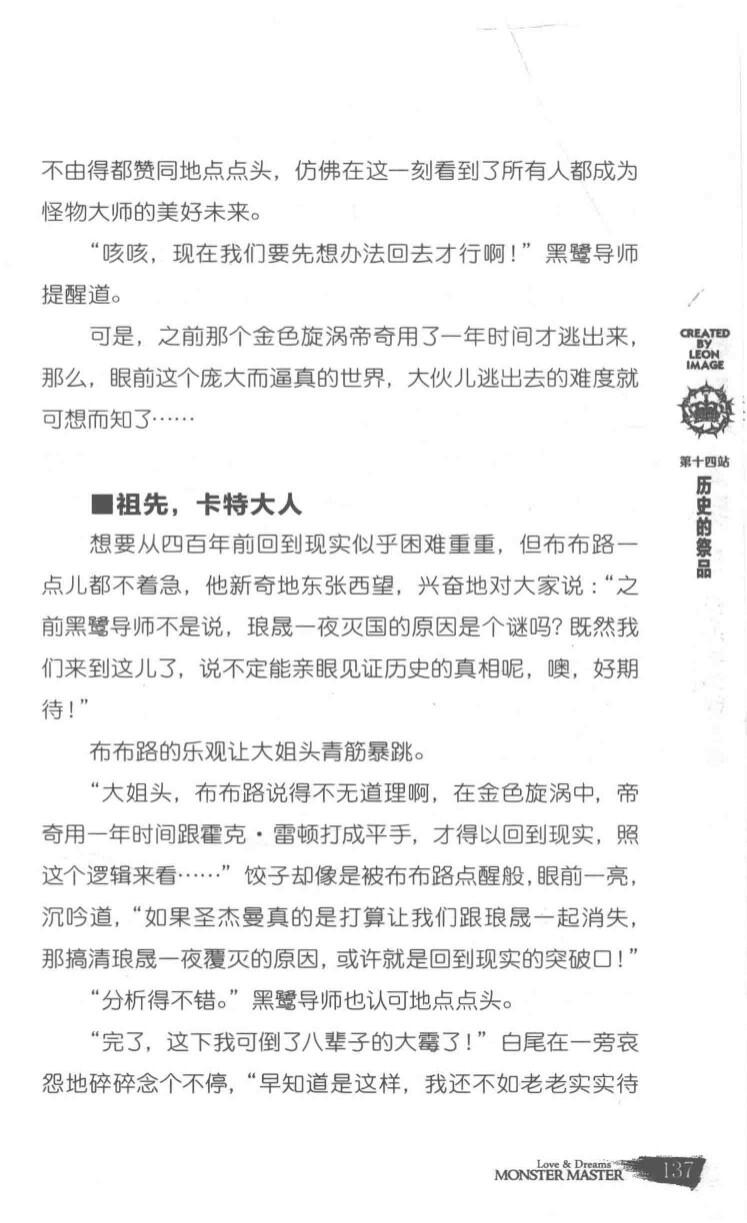 不由得都赞同地点点头，仿佛在这一刻看到了所有人都成为
怪物大师的美好未来。
“咳咳，现在我们要先想办法回去才行啊！”黑鹭导师
提醒道。
可是，之前那个金色旋涡帝奇用了一年时间才逃出来，
那么，眼前这个庞大而逼真的世界，大伙儿逃出去的难度就
可想而知了……
■祖先，卡特大人
想要从四百年前回到现实似乎困难重重，但布布路一
点儿都不着急，他新奇地东张西望，兴奋地对大家说：“之
前黑鹭导师不是说，琅晟一夜灭国的原因是个谜吗？既然我
们来到这儿了，说不定能亲眼见证历史的真相呢，噢，好期
待！”
布布路的乐观让大姐头青筋暴跳。
“大姐头，布布路说得不无道理啊，在金色旋涡中，帝
奇用一年时间跟霍克·雷顿打成平手，才得以回到现实，照
这个逻辑来看……”饺子却像是被布布路点醒般，眼前一亮，
沉吟道，“如果圣杰曼真的是打算让我们跟琅晟一起消失，
那搞清琅晟一夜覆灭的原因，或许就是回到现实的突破口！”
“分析得不错。”黑鹭导师也认可地点点头。
“完了，这下我可倒了八辈子的大霉了！”白尾在一旁哀
怨地碎碎念个不停，“早知道是这样，我还不如老老实实待
CREATED
BY
LEON
IMAGE
第十四站
历史的祭品
Love & Dreams
MONSTER MASTER
137